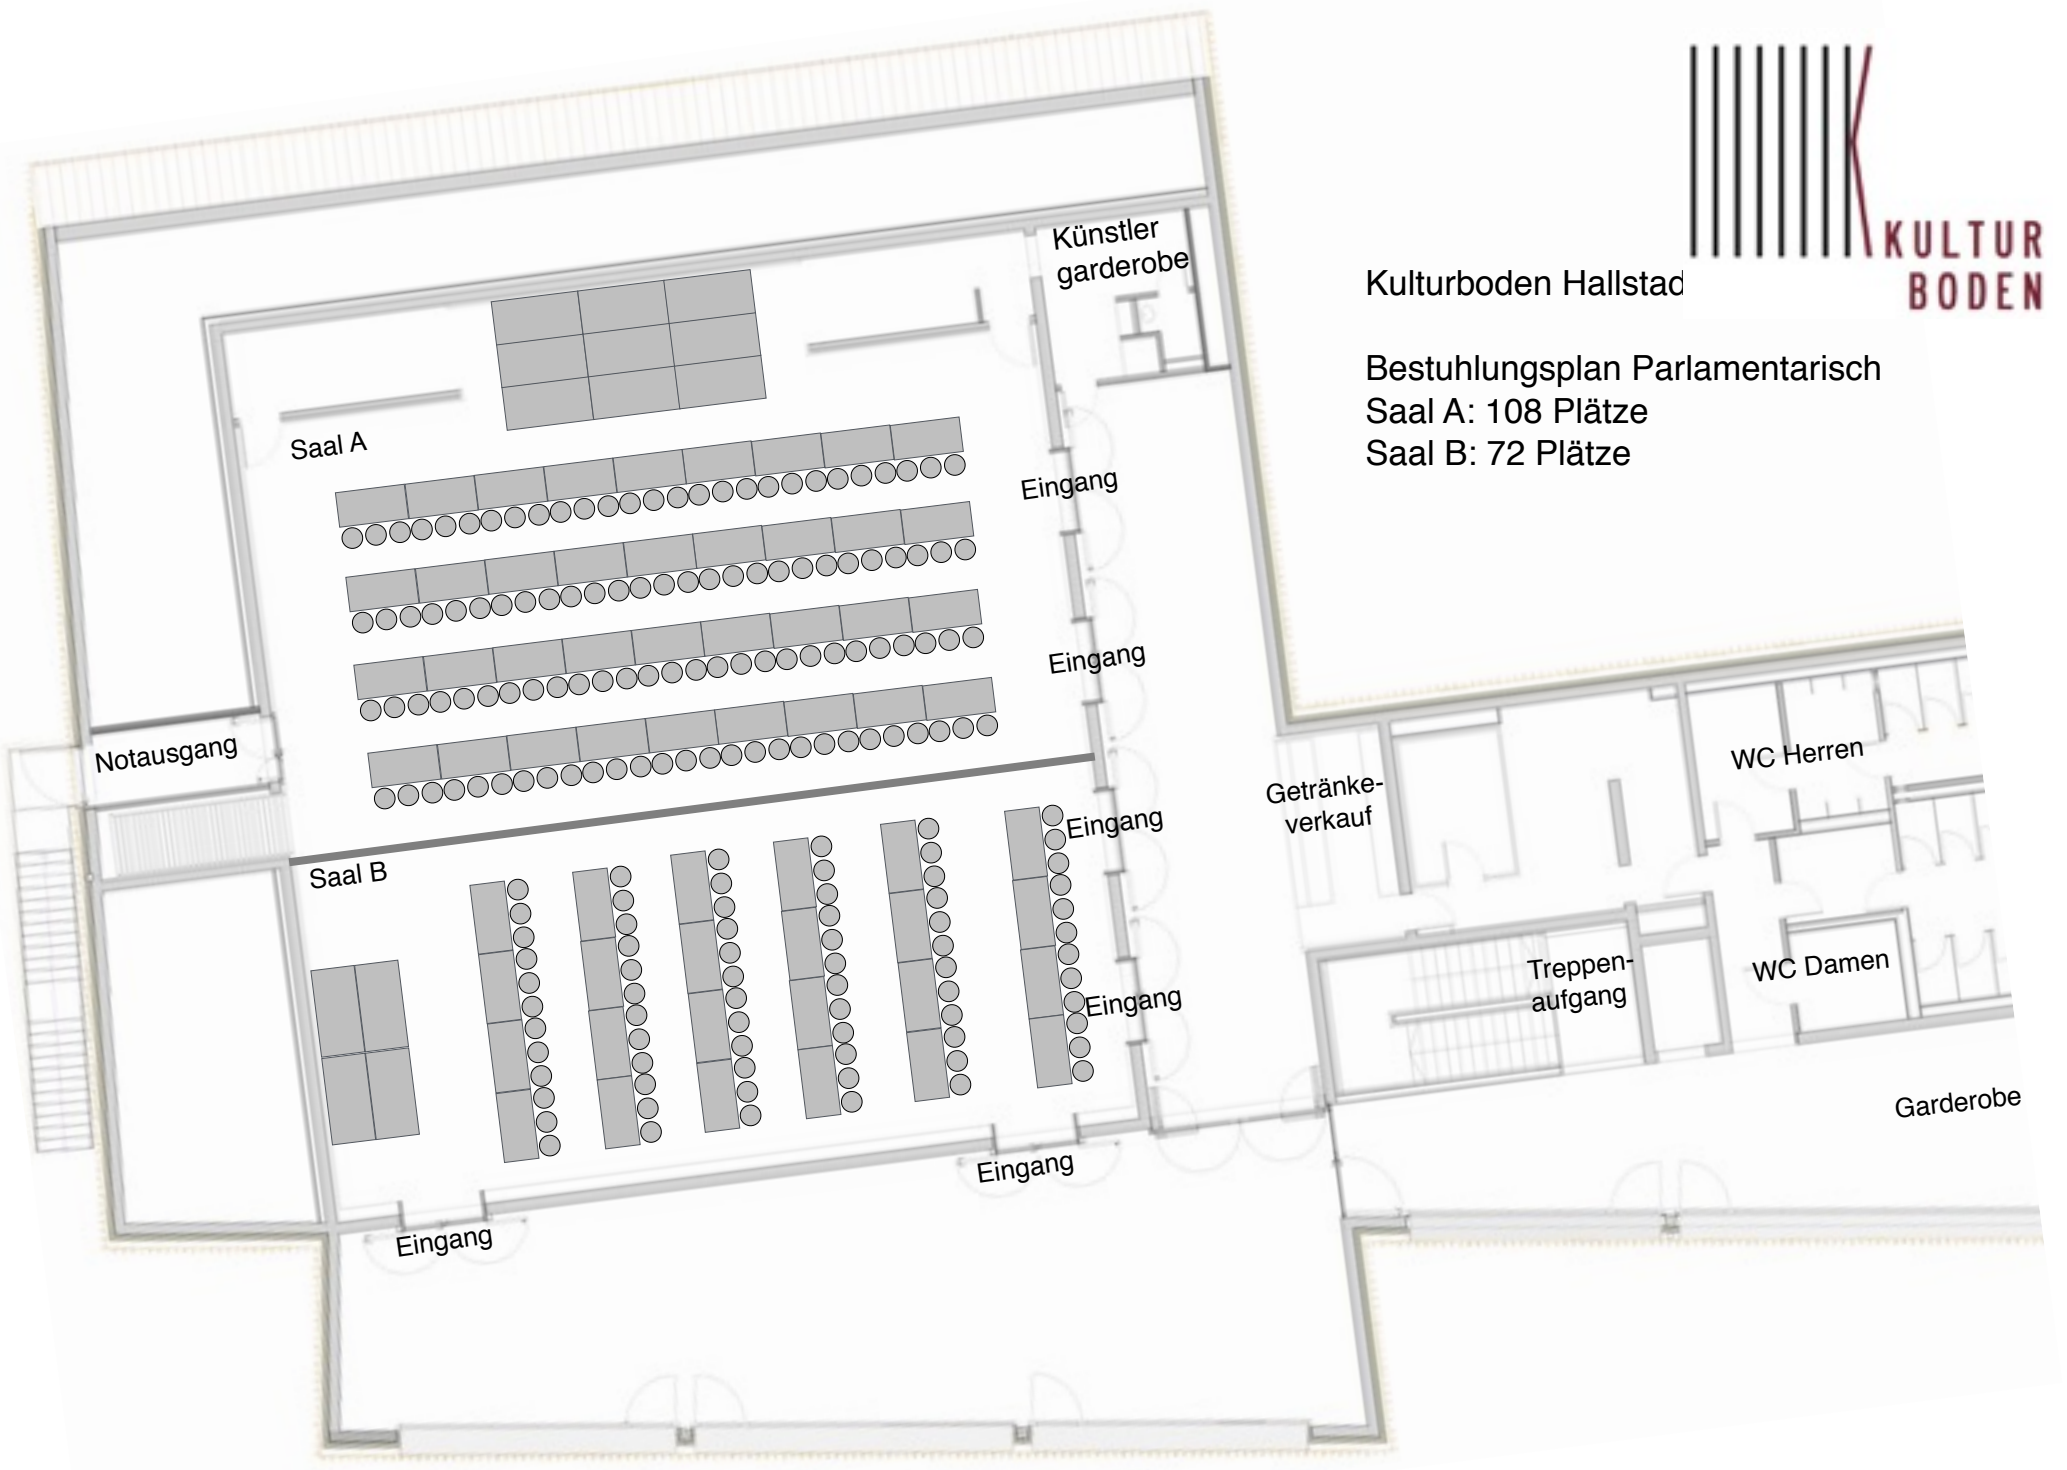 KULTUR
BODEN
Kulturboden Hallstad
Bestuhlungsplan Parlamentarisch
Saal A: 108 Plätze
Saal B: 72 Plätze
Künstler
garderobe
Saal A
Eingang
Eingang
Notausgang
Getränke-
verkauf
WC Herren
Eingang
Saal B
Eingang
Treppen-
aufgang
WC Damen
Garderobe
Eingang
Eingang